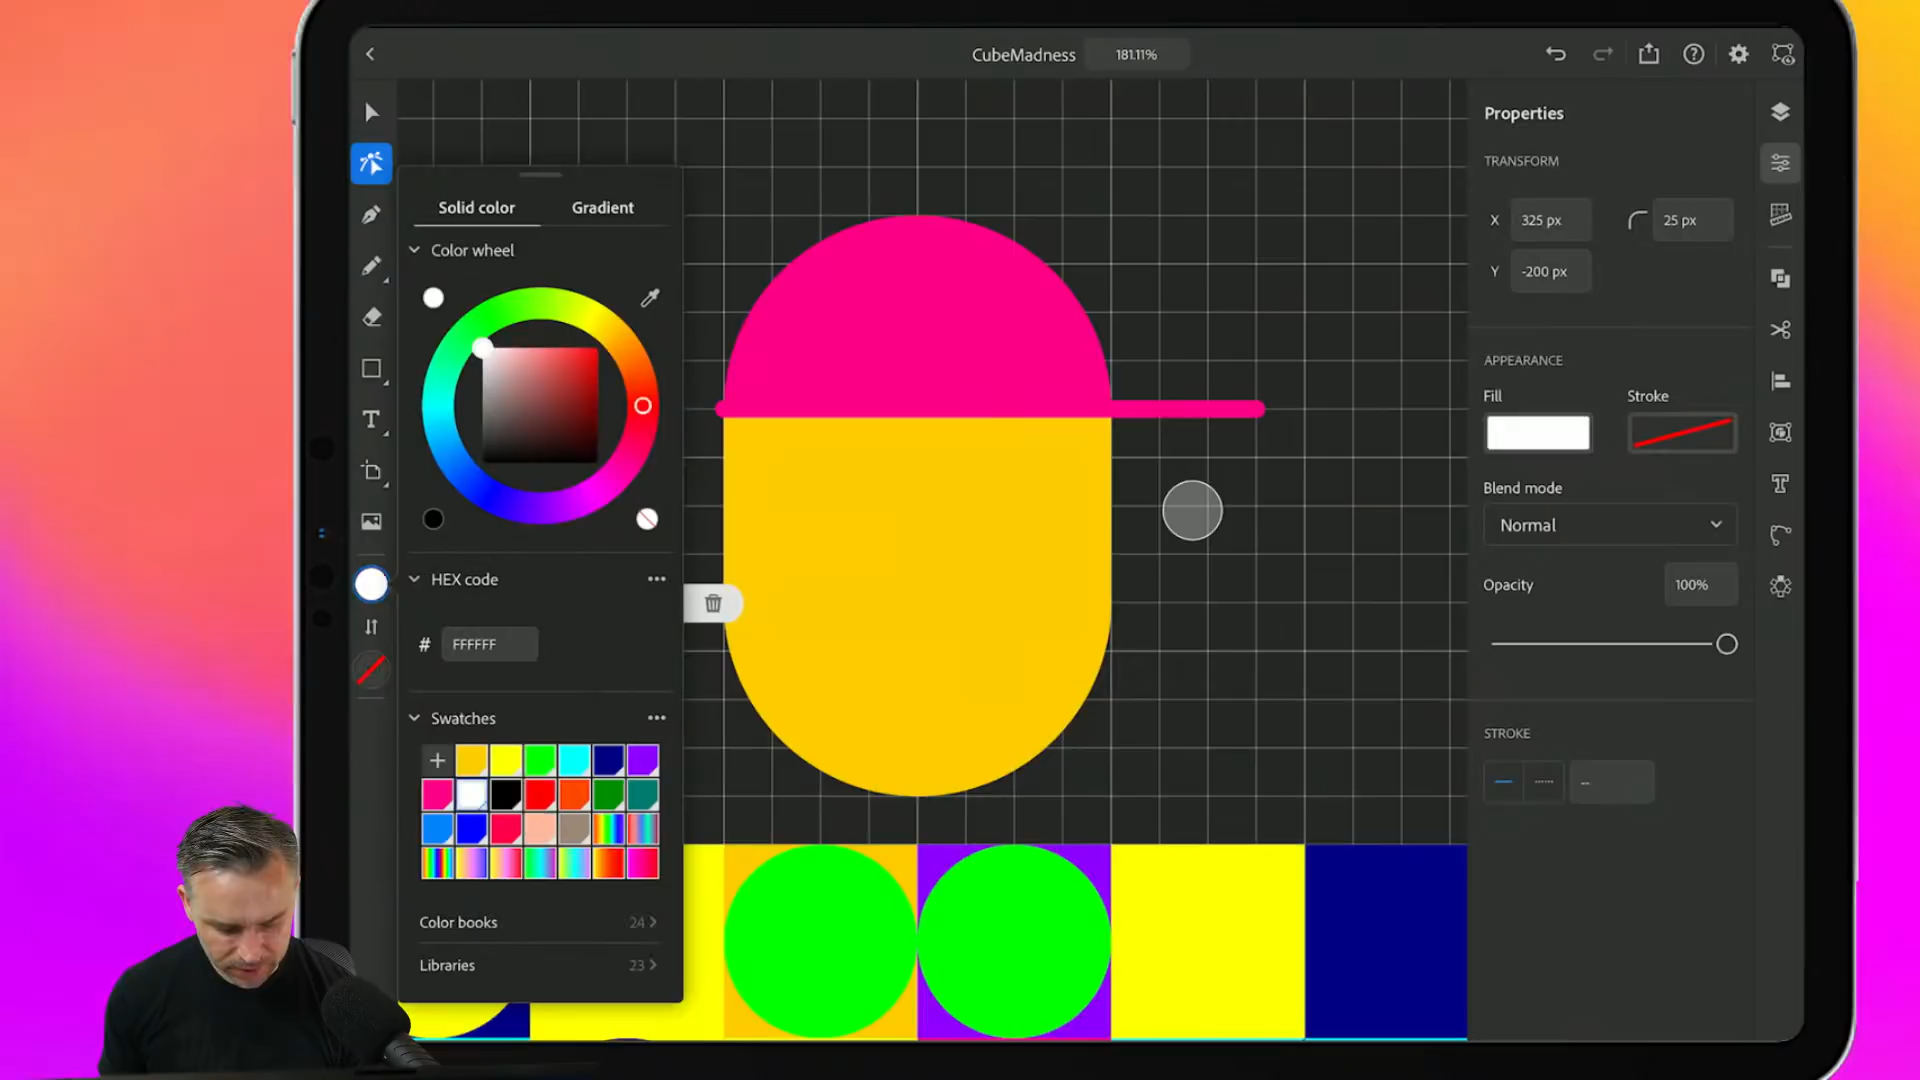 CubeMadness 181.11%
Solid color Gradient
Color wheel
HEX code
# FFFFFF
Swatches
Color books 24
Libraries 23
Properties
TRANSFORM
X 325 px 25 px
Y -200 px
APPEARANCE
Fill Stroke
Blend mode
Normal
Opacity 100%
STROKE
--